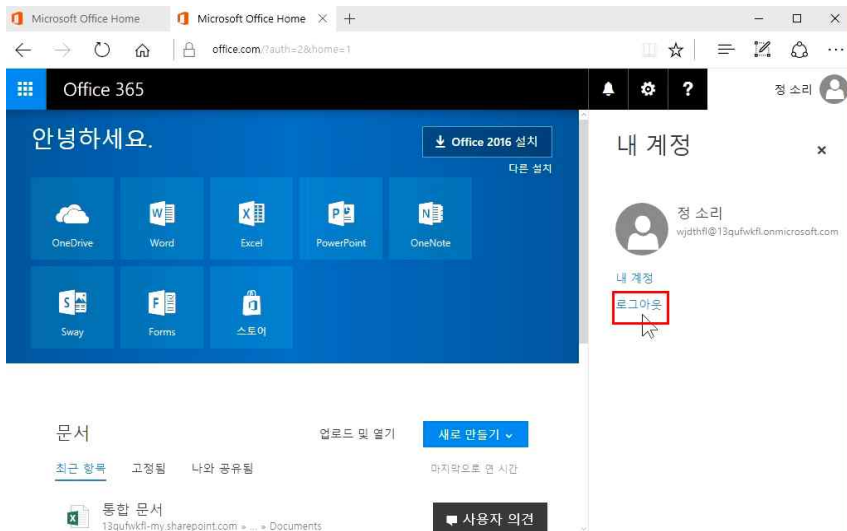 Microsoft Office Home
Microsoft Office Home
office.com/?auth=2&home=1
Office 365
정 소리
안녕하세요.
Office 2016 설치
다른 설치
OneDrive
Word
Excel
PowerPoint
OneNote
Sway
Forms
스토어
내 계정
정 소리
wjdthfl@13qufwkfl.onmicrosoft.com
내 계정
로그아웃
문서
업로드 및 열기
새로 만들기
최근 항목
고정됨
나와 공유됨
마지막으로 연 시간
통합 문서
13qufwkfl-my.sharepoint.com » ... » Documents
사용자 의견